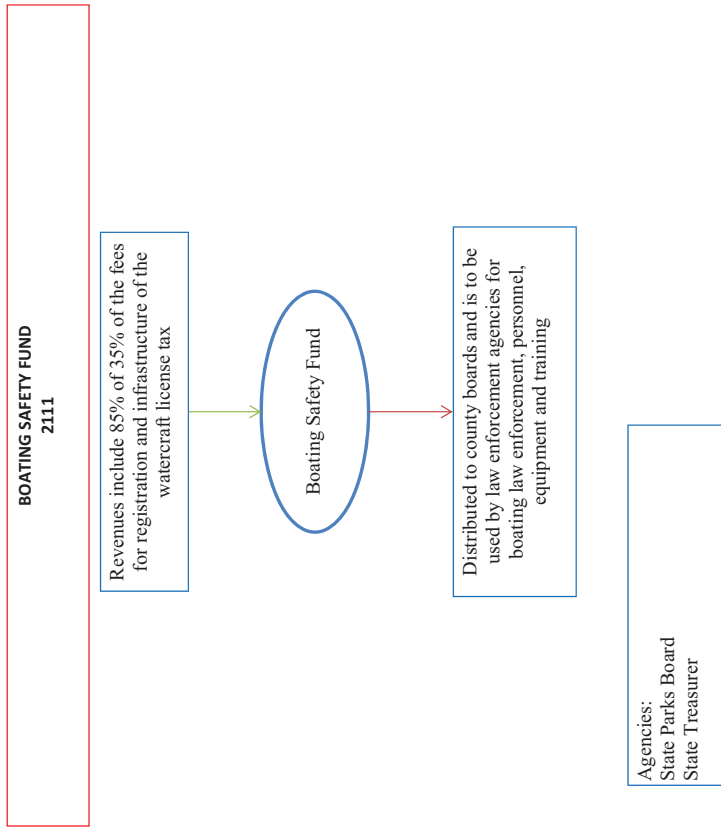 BOATING SAFETY FUND
2111
Revenues include 85% of 35% of the fees
for registration and infrastructure of the
watercraft license tax
Boating Safety Fund
Distributed to county boards and is to be
used by law enforcement agencies for
boating law enforcement, personnel,
equipment and training
Agencies:
State Parks Board
State Treasurer